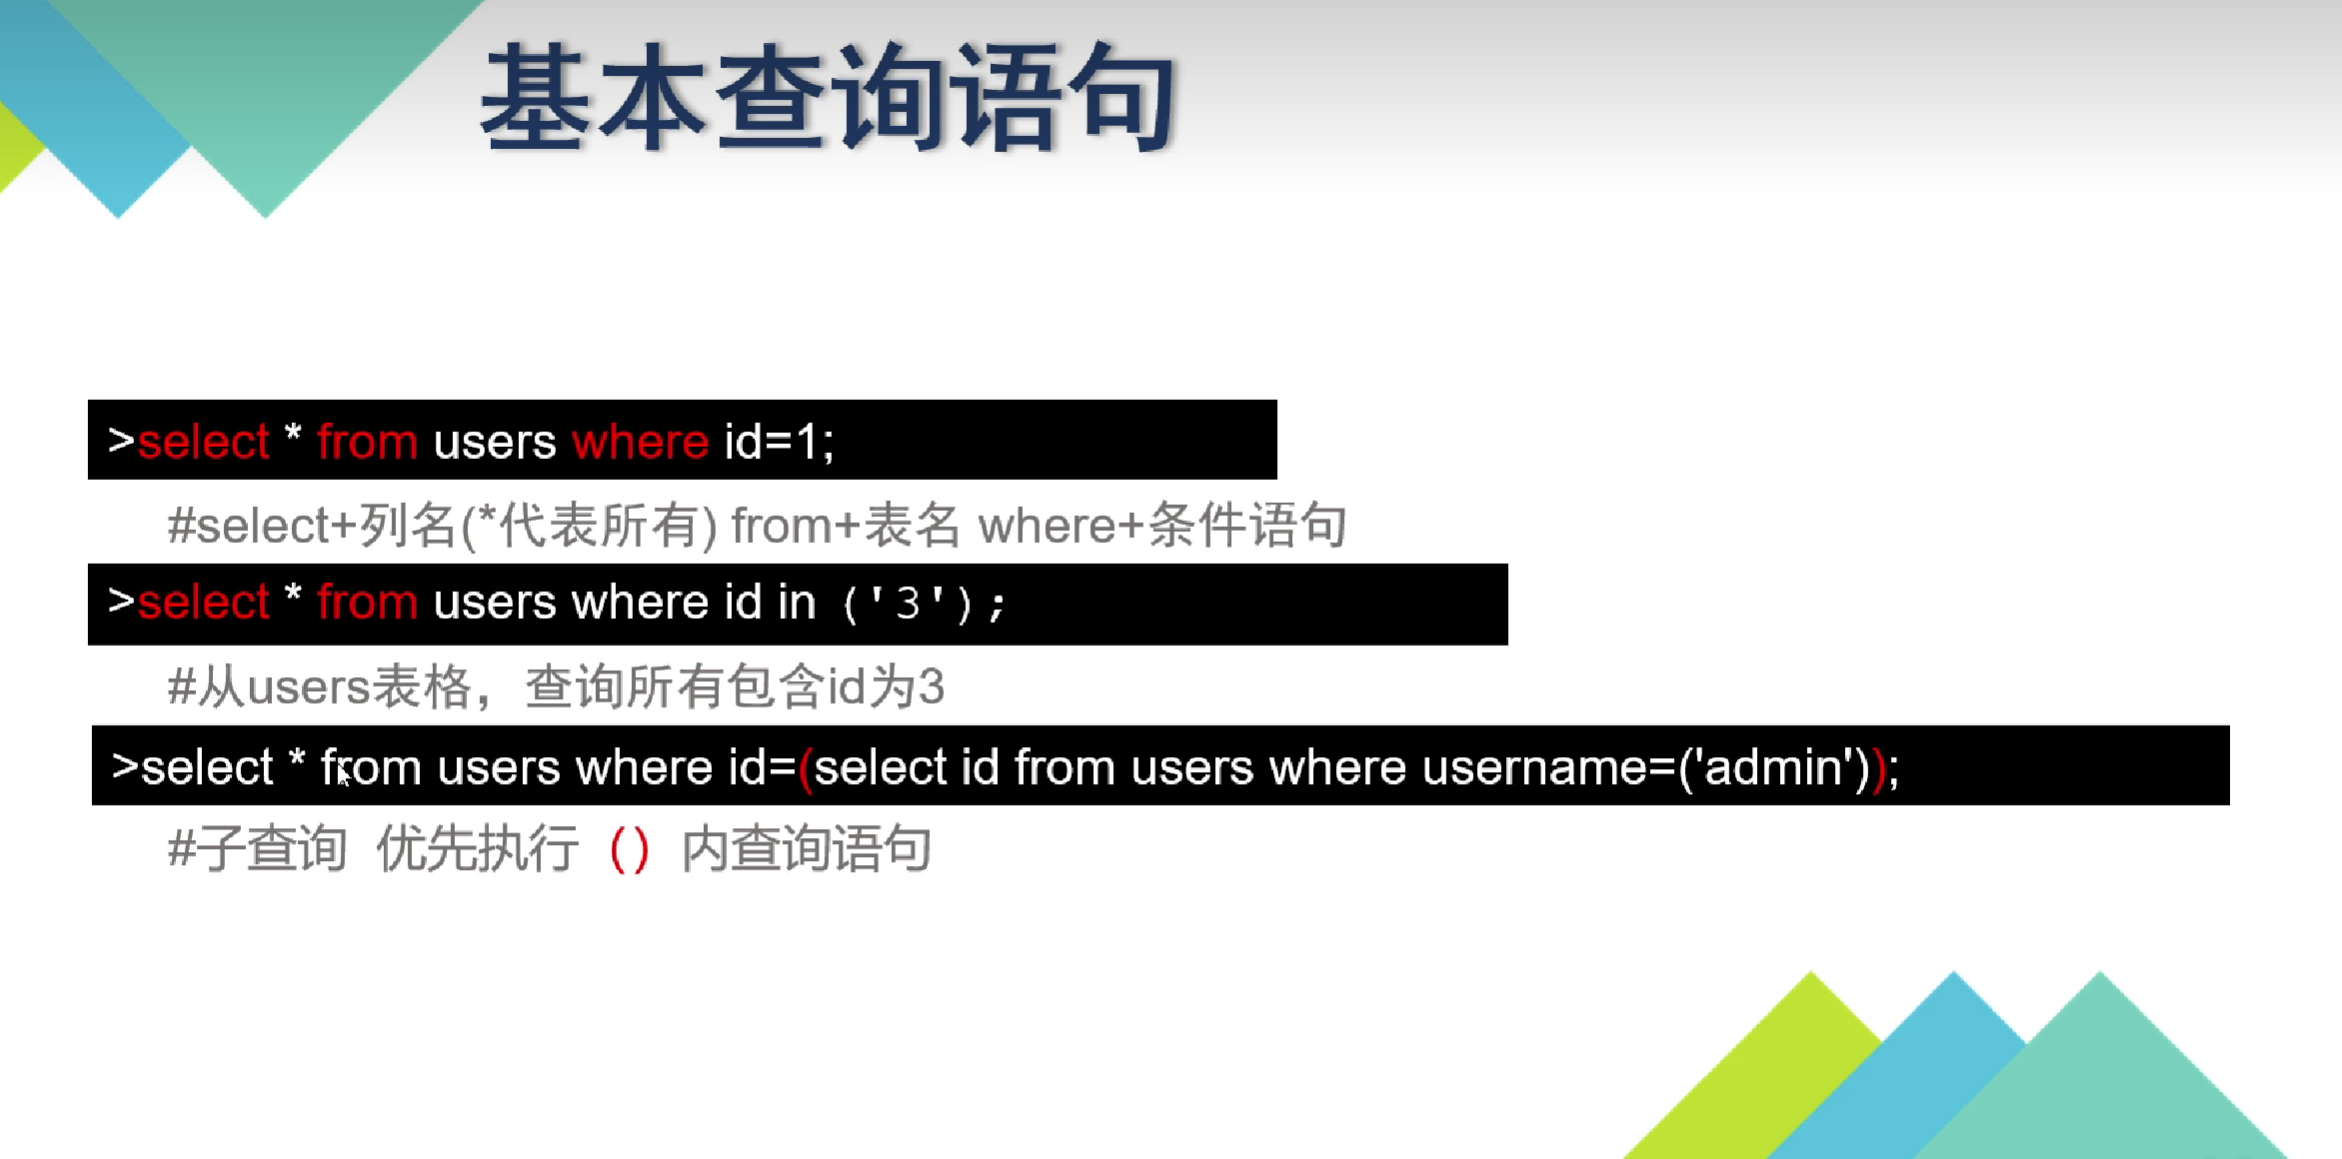 基本查询语句
>select * from users where id=1;
#select+列名(*代表所有) from+表名 where+条件语句
>select * from users where id in ('3');
#从users表格，查询所有包含id为3
>select * from users where id=(select id from users where username=('admin'));
#子查询 优先执行（）内查询语句